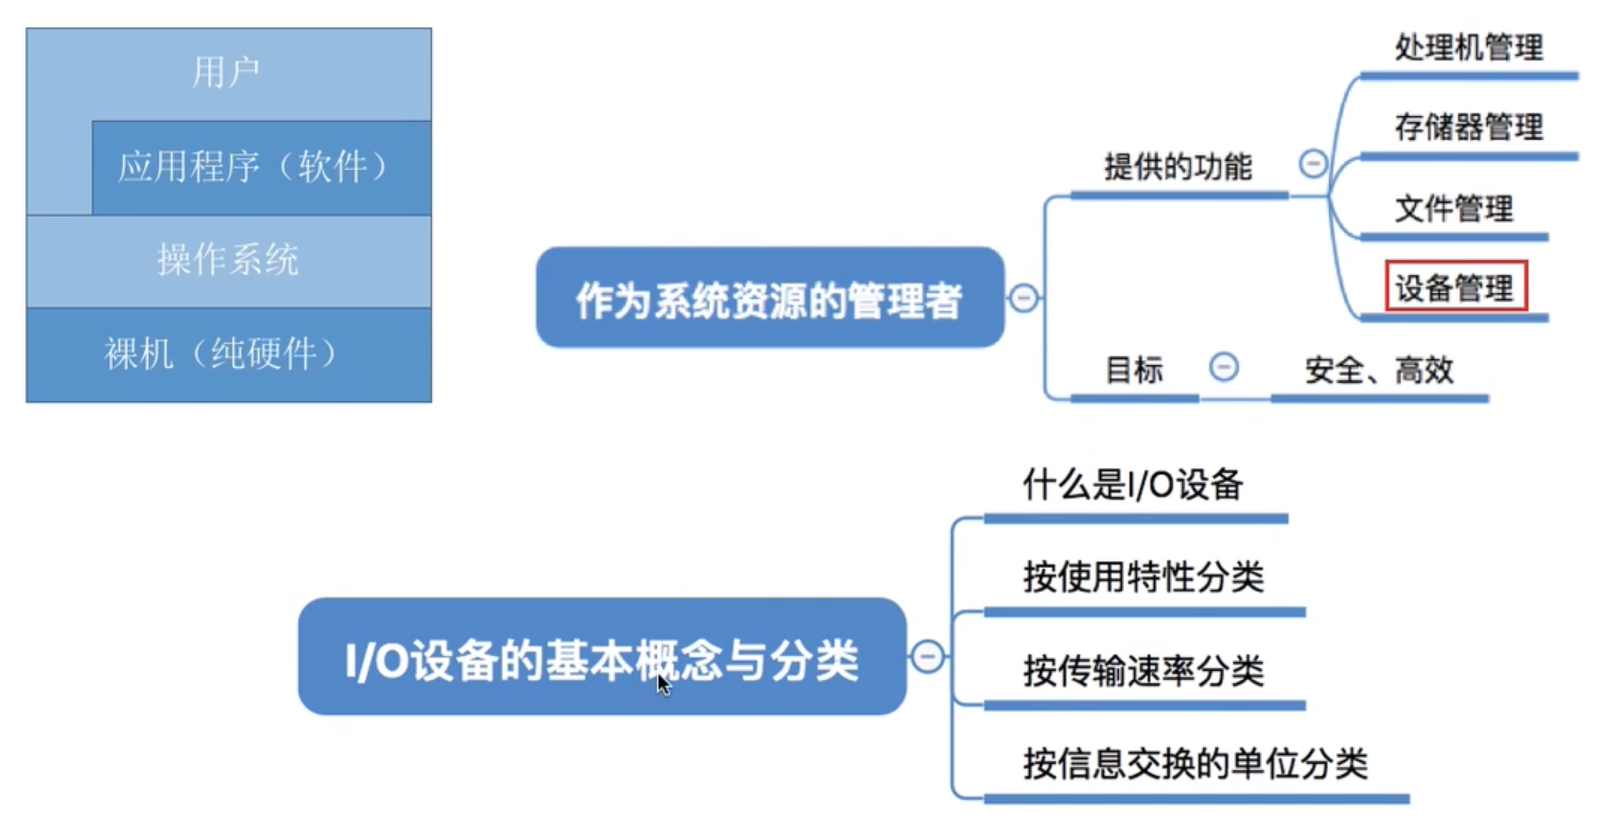 用户
应用程序（软件）
操作系统
裸机（纯硬件）
作为系统资源的管理者
提供的功能
处理机管理
存储器管理
文件管理
设备管理
目标
安全、高效
I/O设备的基本概念与分类
什么是I/O设备
按使用特性分类
按传输速率分类
按信息交换的单位分类